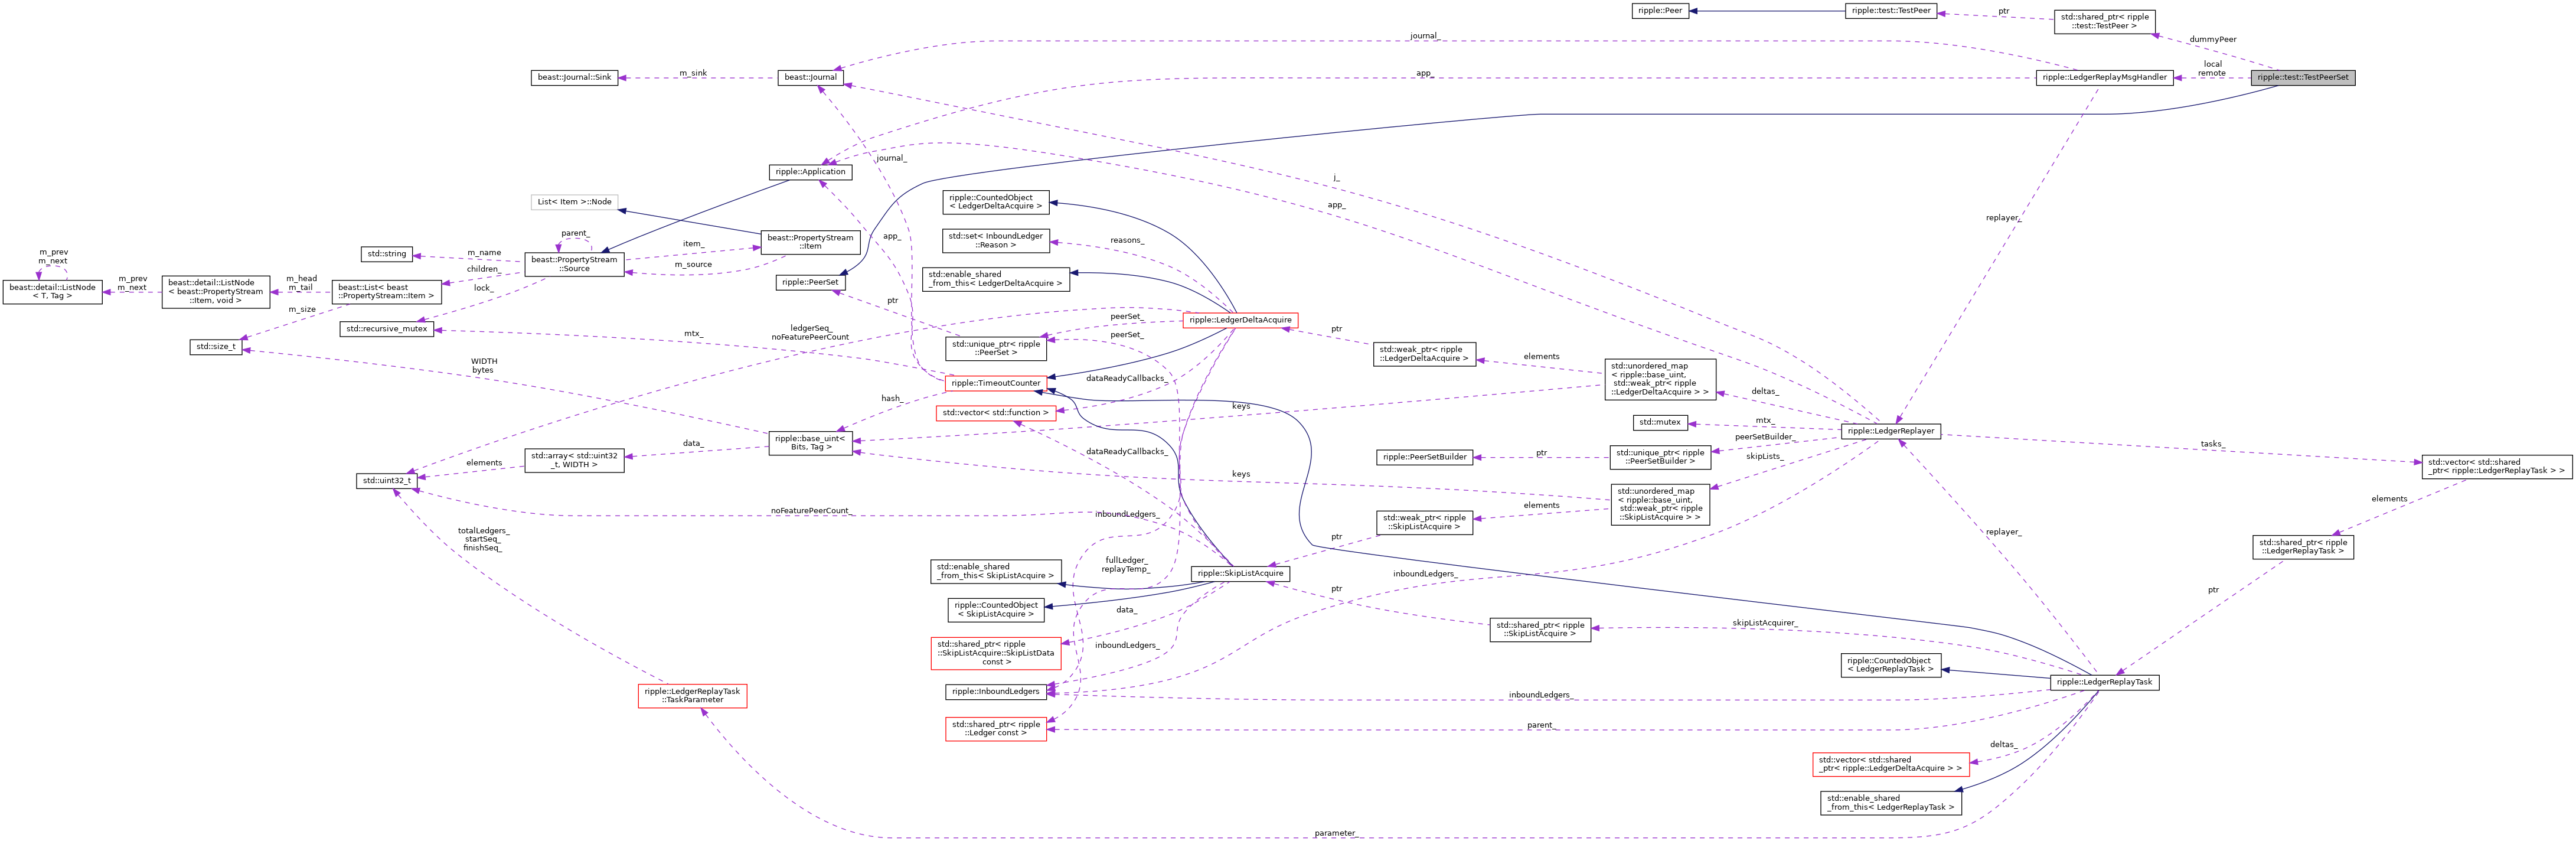 ripple::Peer
ripple::test::TestPeer
ptr
std::shared_ptr< ripple
::test::TestPeer >
dummyPeer
journal_
beast::Journal::Sink
m_sink
beast::Journal
app_
ripple::LedgerReplayMsgHandler
local
remote
ripple::test::TestPeerSet
journal_
ripple::Application
j_
List< Item >::Node
ripple::CountedObject
< LedgerDeltaAcquire >
app_
replayer_
parent_
item_
beast::PropertyStream
::Item
app_
std::set< InboundLedger
::Reason >
reasons_
m_prev
m_next
std::string
m_name
beast::PropertyStream
::Source
m_source
children_
beast::detail::ListNode
< T, Tag >
m_prev
m_next
beast::detail::ListNode
< beast::PropertyStream
::Item, void >
m_head
m_tail
beast::List< beast
::PropertyStream::Item >
lock_
ripple::PeerSet
std::enable_shared
_from_this< LedgerDeltaAcquire >
ptr
m_size
std::recursive_mutex
mtx_
ledgerSeq_
noFeaturePeerCount
peerSet_
ripple::LedgerDeltaAcquire
ptr
std::size_t
std::unique_ptr< ripple
::PeerSet >
peerSet_
std::weak_ptr< ripple
::LedgerDeltaAcquire >
elements
WIDTH
bytes
ripple::TimeoutCounter
dataReadyCallbacks_
std::unordered_map
< ripple::base_uint,
std::weak_ptr< ripple
::LedgerDeltaAcquire > >
deltas_
hash_
std::vector< std::function >
keys
std::mutex
mtx_
ripple::LedgerReplayer
ripple::base_uint<
Bits, Tag >
data_
peerSetBuilder_
tasks_
elements
std::array< std::uint32
_t, WIDTH >
dataReadyCallbacks_
ripple::PeerSetBuilder
ptr
std::unique_ptr< ripple
::PeerSetBuilder >
skipLists_
std::vector< std::shared
_ptr< ripple::LedgerReplayTask > >
std::uint32_t
keys
std::unordered_map
< ripple::base_uint,
std::weak_ptr< ripple
::SkipListAcquire > >
elements
noFeaturePeerCount_
inboundLedgers_
std::weak_ptr< ripple
::SkipListAcquire >
elements
totalLedgers_
startSeq_
finishSeq_
ptr
replayer_
std::shared_ptr< ripple
::LedgerReplayTask >
fullLedger_
replayTemp_
std::enable_shared
_from_this< SkipListAcquire >
ripple::SkipListAcquire
inboundLedgers_
ptr
ptr
ripple::CountedObject
< SkipListAcquire >
data_
std::shared_ptr< ripple
::SkipListAcquire >
skipListAcquirer_
std::shared_ptr< ripple
::SkipListAcquire::SkipListData
const >
inboundLedgers_
ripple::CountedObject
< LedgerReplayTask >
ripple::LedgerReplayTask
ripple::LedgerReplayTask
::TaskParameter
ripple::InboundLedgers
inboundLedgers_
std::shared_ptr< ripple
::Ledger const >
parent_
deltas_
std::vector< std::shared
_ptr< ripple::LedgerDeltaAcquire > >
std::enable_shared
_from_this< LedgerReplayTask >
parameter_